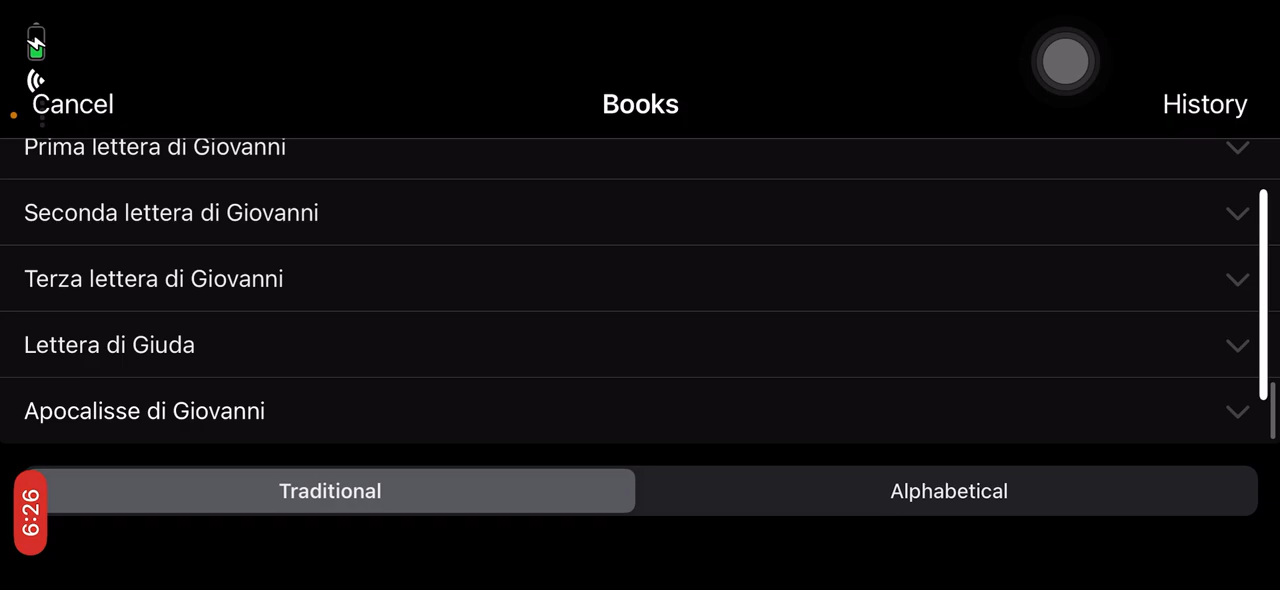 Cancel
Books
History
Prima lettera di Giovanni
Seconda lettera di Giovanni
Terza lettera di Giovanni
Lettera di Giuda
Apocalisse di Giovanni
Traditional
Alphabetical
6:26